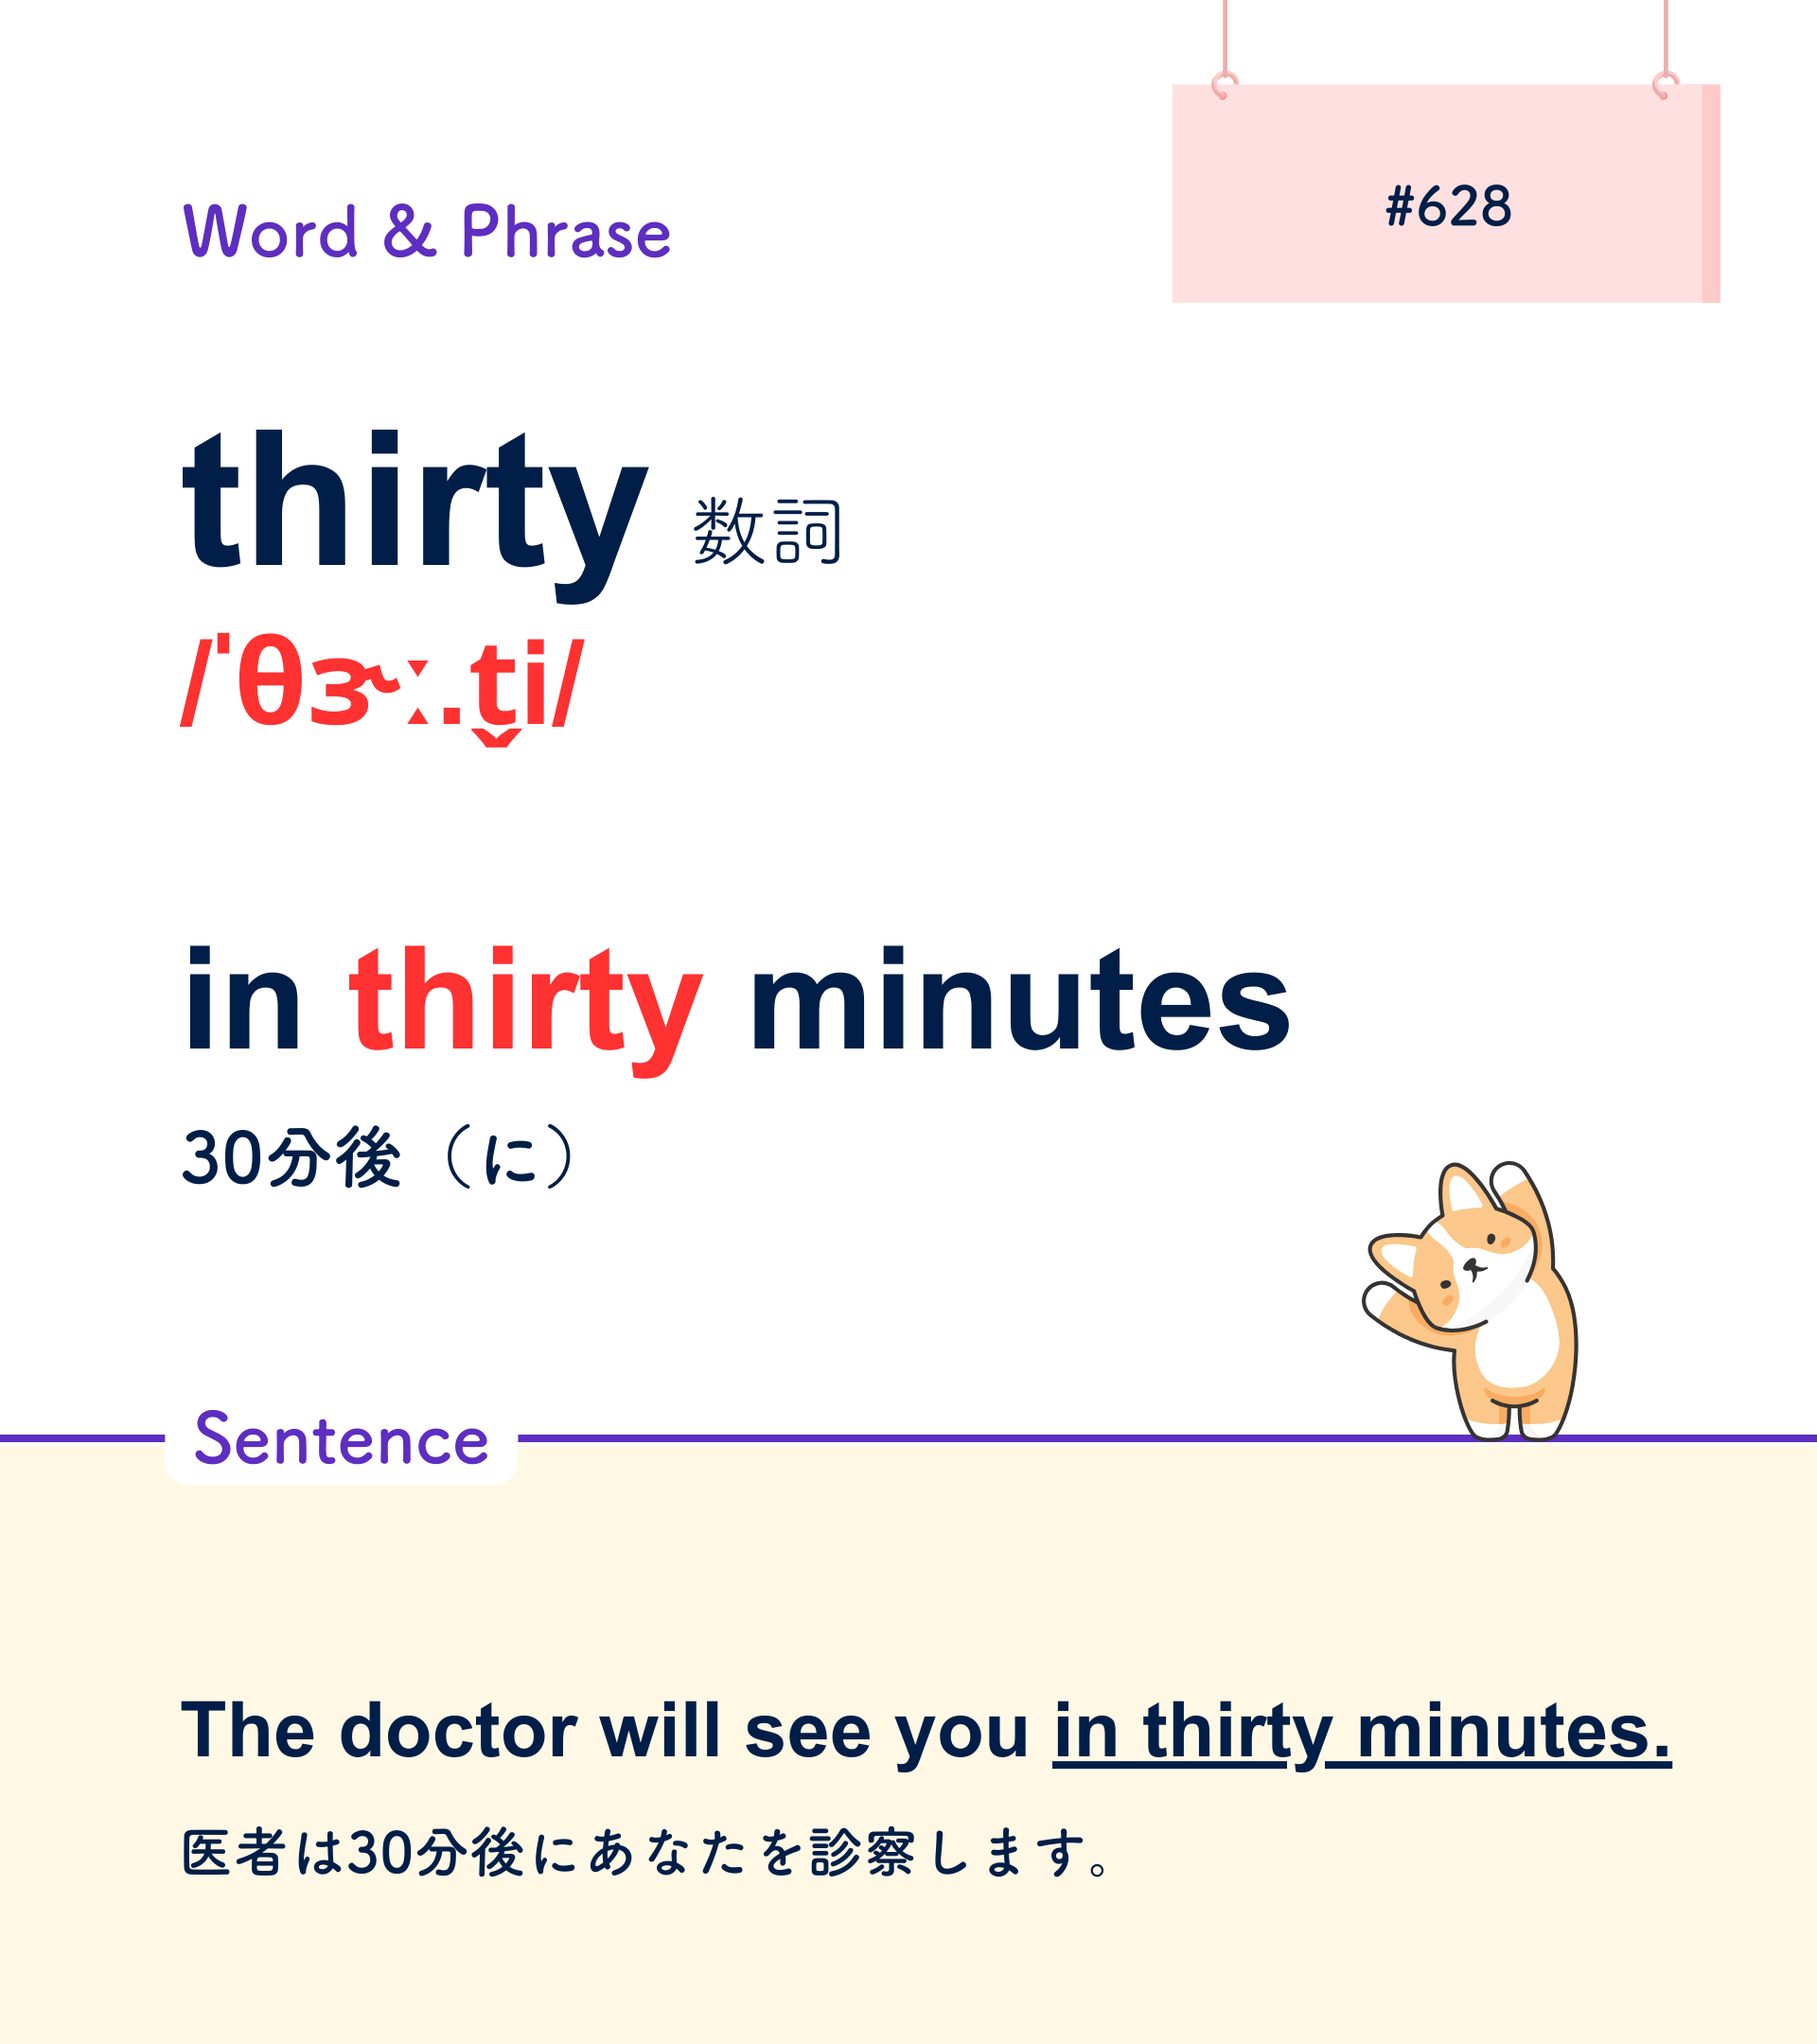 #628
Word & Phrase
thirty 数詞
/ˈθɝː.t̬i/
in thirty minutes
30分後（に）
Sentence
The doctor will see you in thirty minutes.
医者は30分後にあなたを診察します。